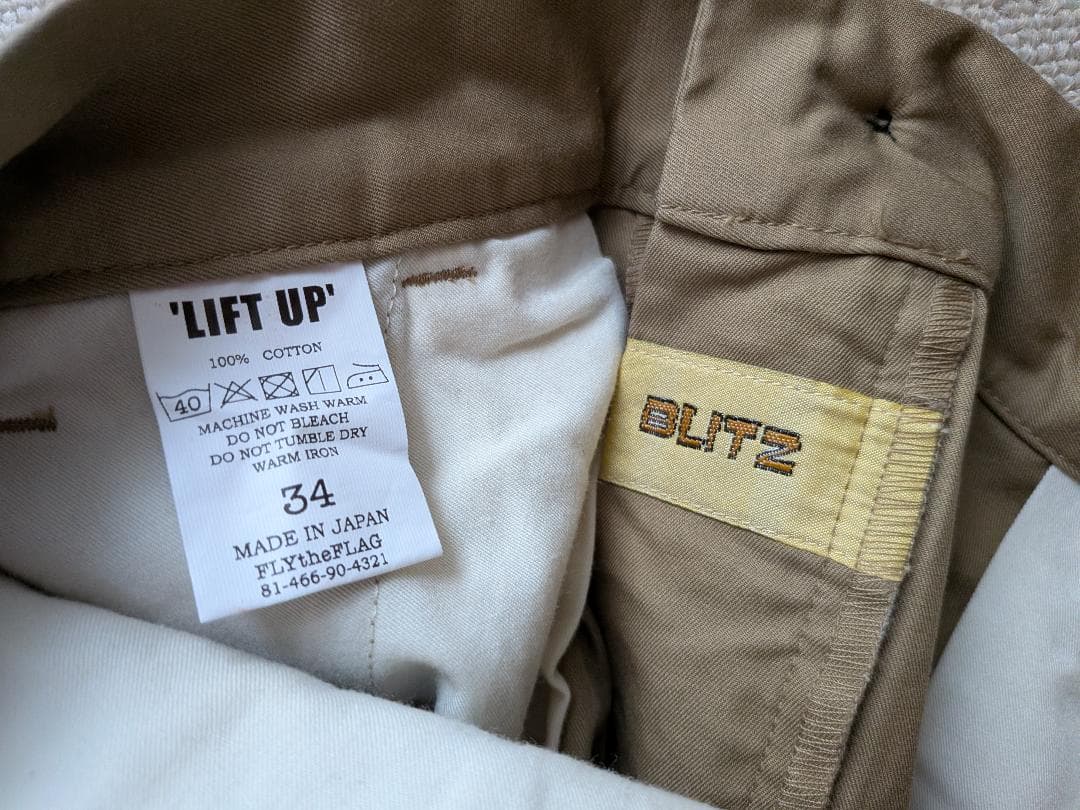 'LIFT UP'
100% COTTON
40
MACHINE WASH WARM
DO NOT BLEACH
DO NOT TUMBLE DRY
WARM IRON
34
MADE IN JAPAN
FLYtheFLAG
81-466-90-4321
BLITZ